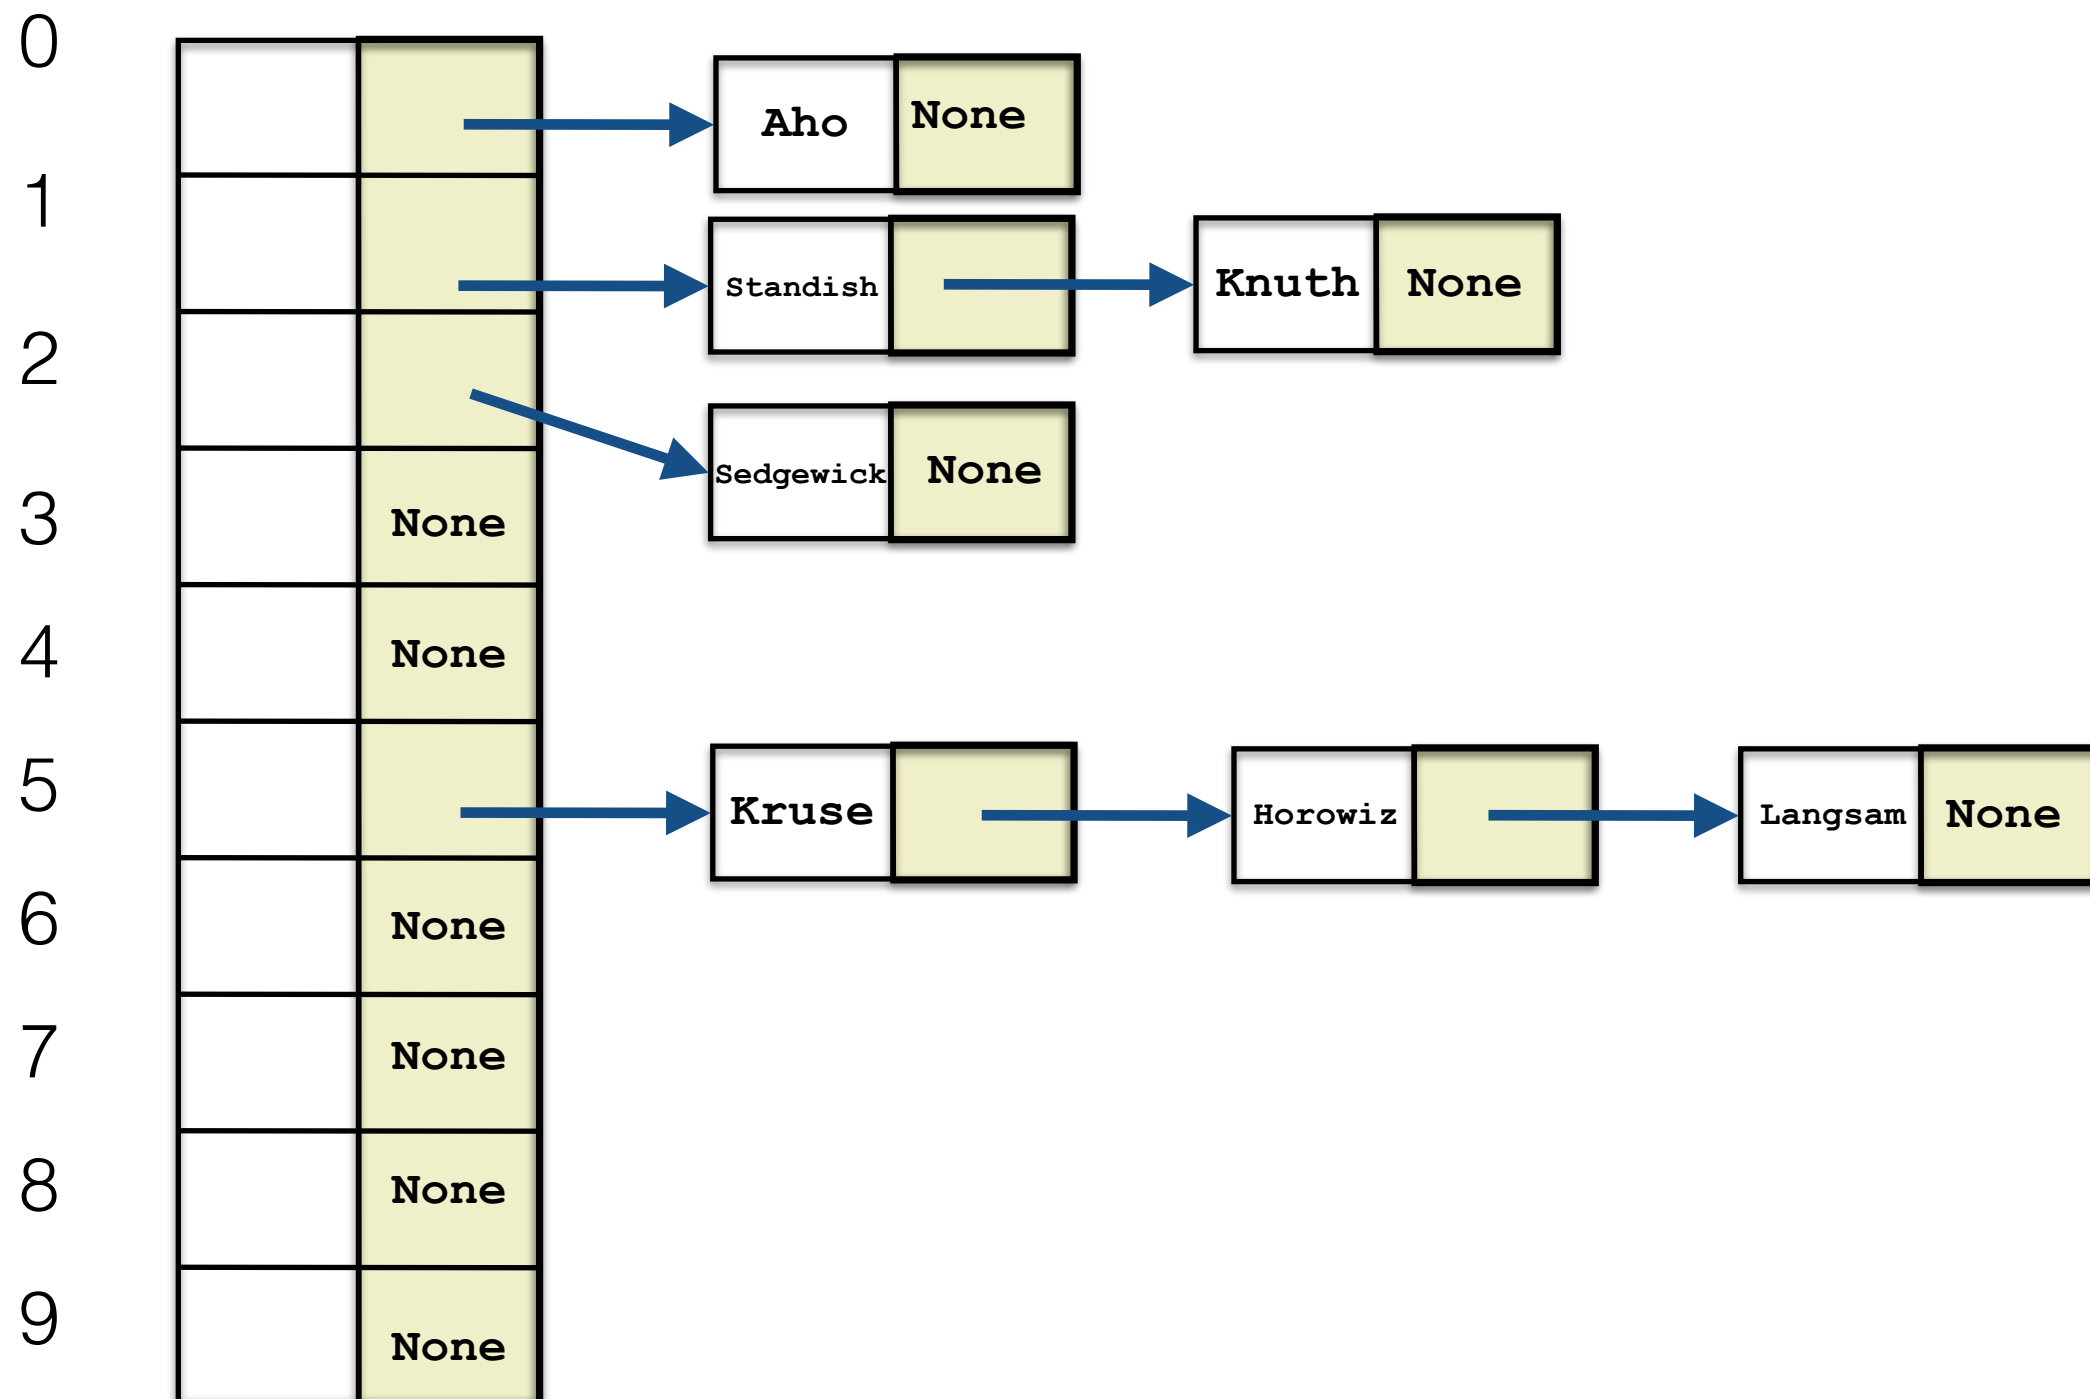 0
Aho None
1
Standish Knuth None
2
Sedgewick None
3 None
4 None
5
Kruse Horowiz Langsam None
6 None
7 None
8 None
9 None